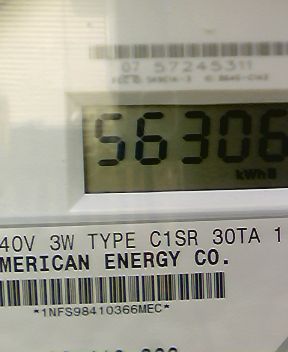 07 57245311
56306
kWh
40V 3W TYPE C1SR 30TA 1
MERICAN ENERGY CO.
*1NFS98410366MEC*